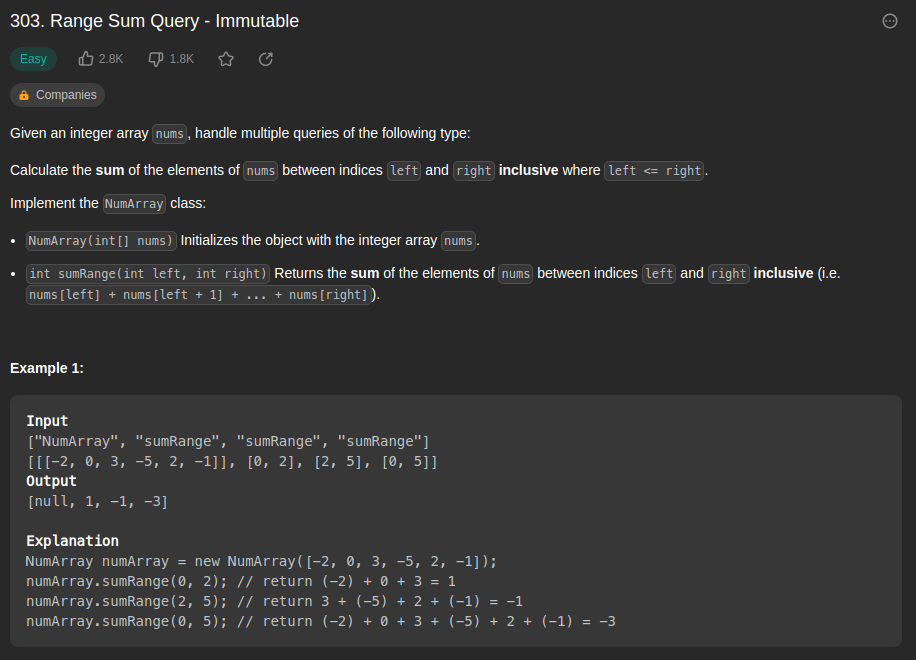 303. Range Sum Query - Immutable
Easy 2.8K 1.8K
Companies
Given an integer array nums, handle multiple queries of the following type:
Calculate the sum of the elements of nums between indices left and right inclusive where left <= right.
Implement the NumArray class:
• NumArray(int[] nums) Initializes the object with the integer array nums.
• int sumRange(int left, int right) Returns the sum of the elements of nums between indices left and right inclusive (i.e.
nums[left] + nums[left + 1] + ... + nums[right]).
Example 1:
Input
["NumArray", "sumRange", "sumRange", "sumRange"]
[[[-2, 0, 3, -5, 2, -1]], [0, 2], [2, 5], [0, 5]]
Output
[null, 1, -1, -3]
Explanation
NumArray numArray = new NumArray([-2, 0, 3, -5, 2, -1]);
numArray.sumRange(0, 2); // return (-2) + 0 + 3 = 1
numArray.sumRange(2, 5); // return 3 + (-5) + 2 + (-1) = -1
numArray.sumRange(0, 5); // return (-2) + 0 + 3 + (-5) + 2 + (-1) = -3